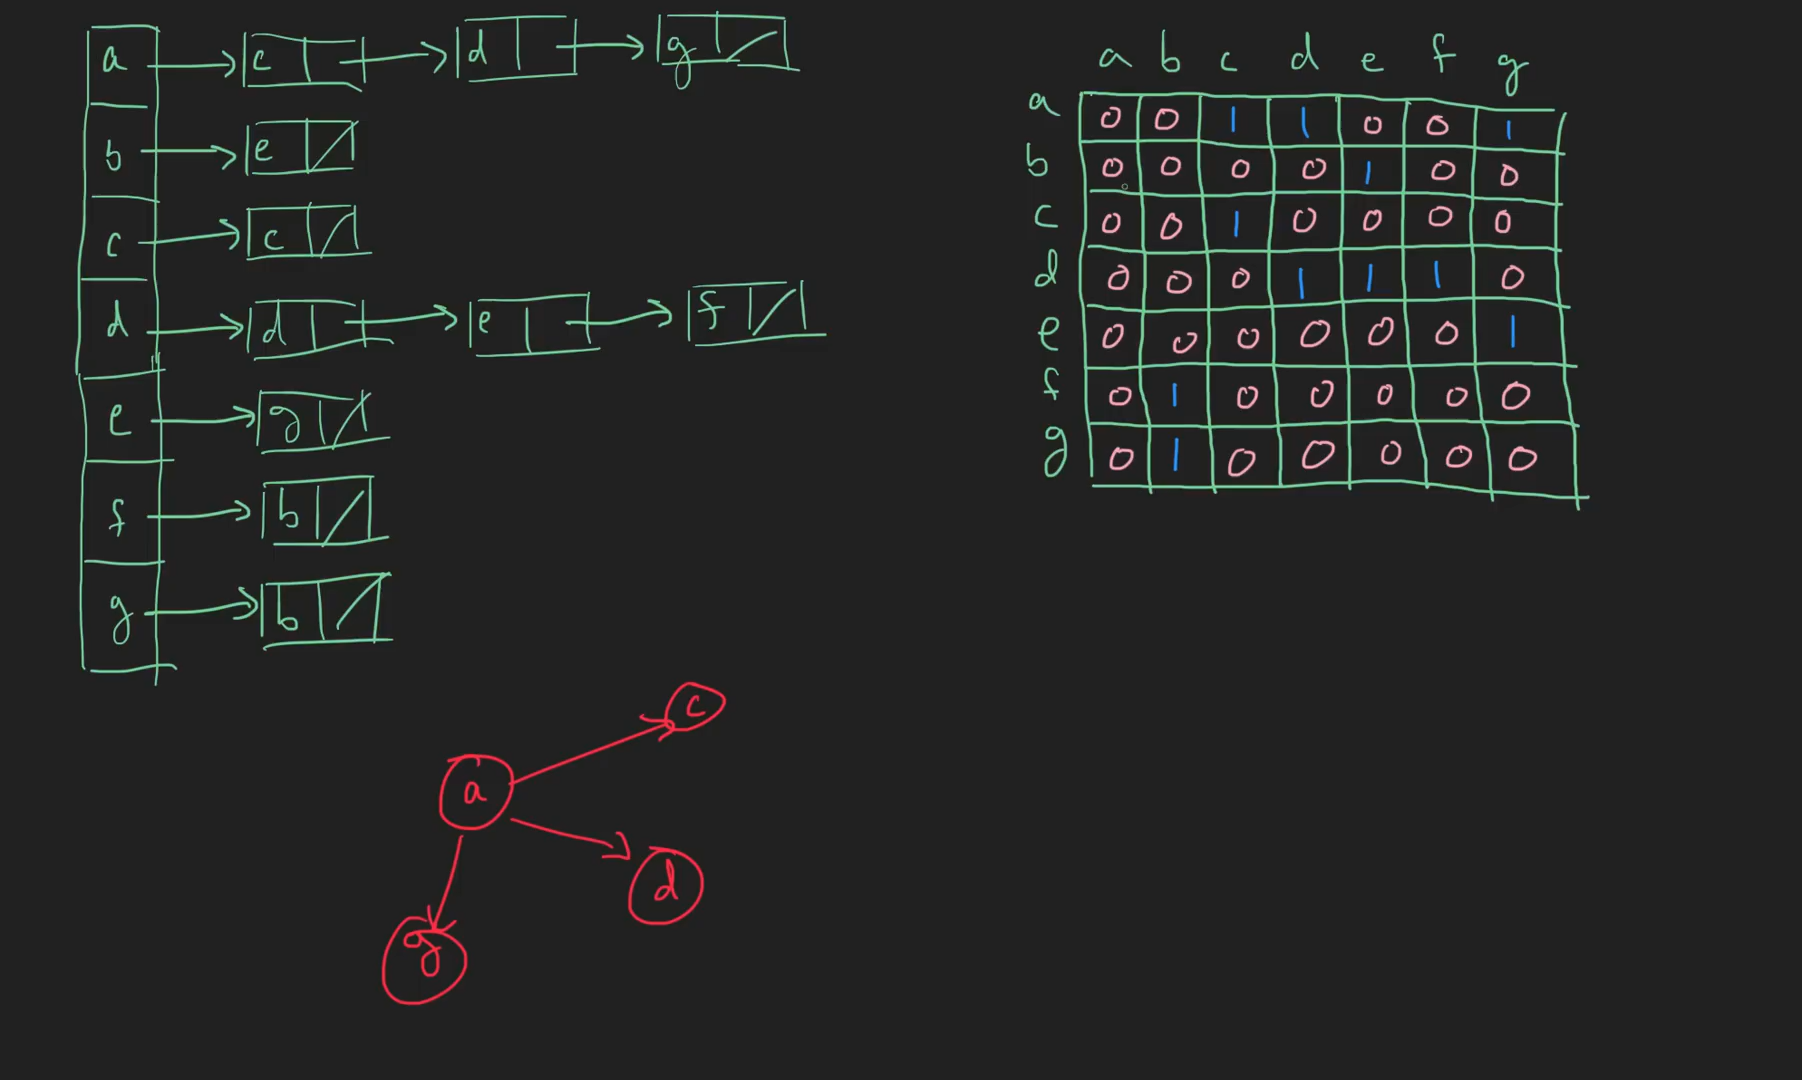 a c d g
b e
c c
d d e f
e g
f b
g b
a b c d e f g
a 0 0 1 1 0 0 1
b 0 0 0 0 1 0 0
c 0 0 1 0 0 0 0
d 0 0 0 1 1 1 0
e 0 0 0 0 0 0 1
f 0 1 0 0 0 0 0
g 0 1 0 0 0 0 0
c
a
d
g